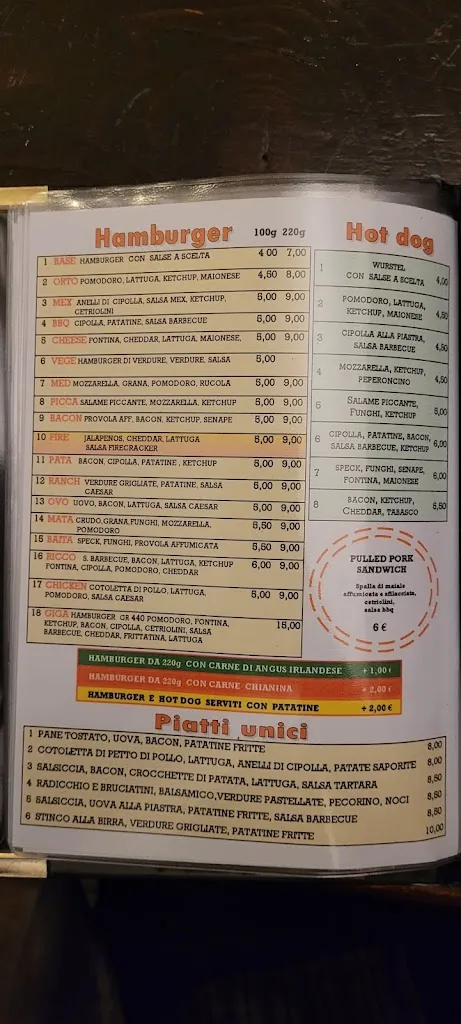 Hamburger 100g 220g
1 BASE HAMBURGER CON SALSE A SCELTA 4 00 7,00
2 ORTO POMODORO, LATTUGA, KETCHUP, MAIONESE 4,50 8,00
3 MEX ANELLI DI CIPOLLA, SALSA MEX, KETCHUP, 5,00 9,00
CETRIOLINI
4 BBQ CIPOLLA, PATATINE, SALSA BARBECUE 5,00 9,00
5 CHEESE FONTINA, CHEDDAR, LATTUGA, MAIONESE, 5,00 9,00
6 VEGE HAMBURGER DI VERDURE, VERDURE, SALSA 5,00
7 MED MOZZARELLA, GRANA, POMODORO, RUCOLA 5,00 9,00
8 PICCA SALAME PICCANTE, MOZZARELLA, KETCHUP 5,00 9,00
9 BACON PROVOLA AFF, BACON, KETCHUP, SENAPE 5,00 9,00
10 FIRE JALAPENOS, CHEDDAR, LATTUGA 5,00 9,00
SALSA FIRECRACKER
11 PATA BACON, CIPOLLA, PATATINE , KETCHUP 5,00 9,00
12 RANCH VERDURE GRIGLIATE, PATATINE, SALSA 5,00 9,00
CAESAR
13 OVO UOVO, BACON, LATTUGA, SALSA CAESAR 5,00 9,00
14 MATA CRUDO,GRANA,FUNGHI, MOZZARELLA, 5,50 9,00
POMODORO
15 BAITA SPECK, FUNGHI, PROVOLA AFFUMICATA 5,50 9,00
16 RICCO S. BARBECUE, BACON, LATTUGA, KETCHUP 6,00 9,00
FONTINA, CIPOLLA, POMODORO, CHEDDAR
17 CHICKEN COTOLETTA DI POLLO, LATTUGA, 5,00 9,00
POMODORO, SALSA CAESAR
18 GIGA HAMBURGER GR 440 POMODORO, FONTINA, 15,00
KETCHUP, BACON, CIPOLLA, CETRIOLINI, SALSA
BARBECUE, CHEDDAR, FRITTATINA, LATTUGA
Hot dog
1 WURSTEL
CON SALSE A SCELTA 4,00
2 POMODORO, LATTUGA,
KETCHUP, MAIONESE 4,50
3 CIPOLLA ALLA PIASTRA,
SALSA BARBECUE 4,50
4 MOZZARELLA, KETCHUP,
PEPERONCINO 4,50
5 SALAME PICCANTE,
FUNGHI, KETCHUP 5,00
6 CIPOLLA, PATATINE, BACON,
SALSA BARBECUE, KETCHUP 6,00
7 SPECK, FUNGHI, SENAPE,
FONTINA, MAIONESE 6,00
8 BACON, KETCHUP,
CHEDDAR, TABASCO 5,50
PULLED PORK
SANDWICH
Spalla di maiale
affumicata e sfilacciata,
cetriolini,
salsa bbq
6 €
HAMBURGER DA 220g CON CARNE DI ANGUS IRLANDESE + 1,00 €
HAMBURGER DA 220g CON CARNE CHIANINA + 2,00 €
HAMBURGER E HOT DOG SERVITI CON PATATINE + 2,00 €
Piatti unici
1 PANE TOSTATO, UOVA, BACON, PATATINE FRITTE 8,00
2 COTOLETTA DI PETTO DI POLLO, LATTUGA, ANELLI DI CIPOLLA, PATATE SAPORITE 8,00
3 SALSICCIA, BACON, CROCCHETTE DI PATATA, LATTUGA, SALSA TARTARA 8,50
4 RADICCHIO E BRUCIATINI, BALSAMICO,VERDURE PASTELLATE, PECORINO, NOCI 8,50
5 SALSICCIA, UOVA ALLA PIASTRA, PATATINE FRITTE, SALSA BARBECUE 8,50
6 STINCO ALLA BIRRA, VERDURE GRIGLIATE, PATATINE FRITTE 10,00